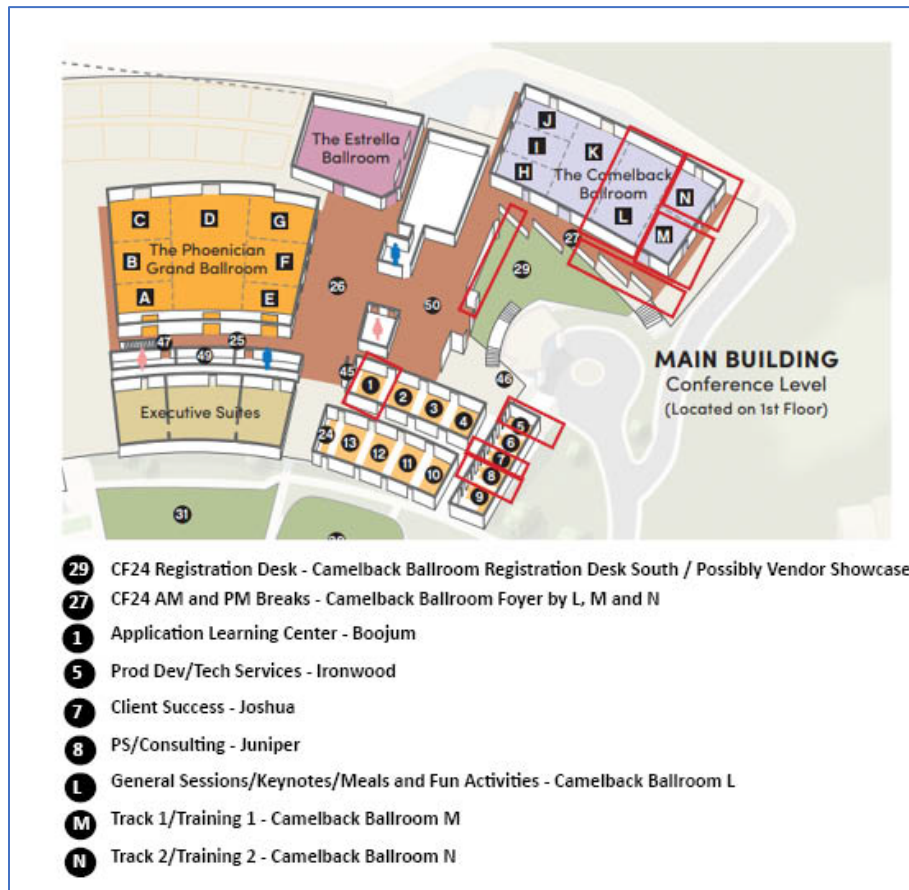 The Estrella
Ballroom
J
I
H
K
The Camelback
Ballroom
L
N
M
C
D
G
The Phoenician
Grand Ballroom
B
F
A
E
27
29
26
50
47
25
49
45
46
Executive Suites
1
2
3
4
5
6
7
8
9
24
13
12
11
10
31
MAIN BUILDING
Conference Level
(Located on 1st Floor)
29 CF24 Registration Desk - Camelback Ballroom Registration Desk South / Possibly Vendor Showcase
27 CF24 AM and PM Breaks - Camelback Ballroom Foyer by L, M and N
1 Application Learning Center - Boojum
5 Prod Dev/Tech Services - Ironwood
7 Client Success - Joshua
8 PS/Consulting - Juniper
L General Sessions/Keynotes/Meals and Fun Activities - Camelback Ballroom L
M Track 1/Training 1 - Camelback Ballroom M
N Track 2/Training 2 - Camelback Ballroom N